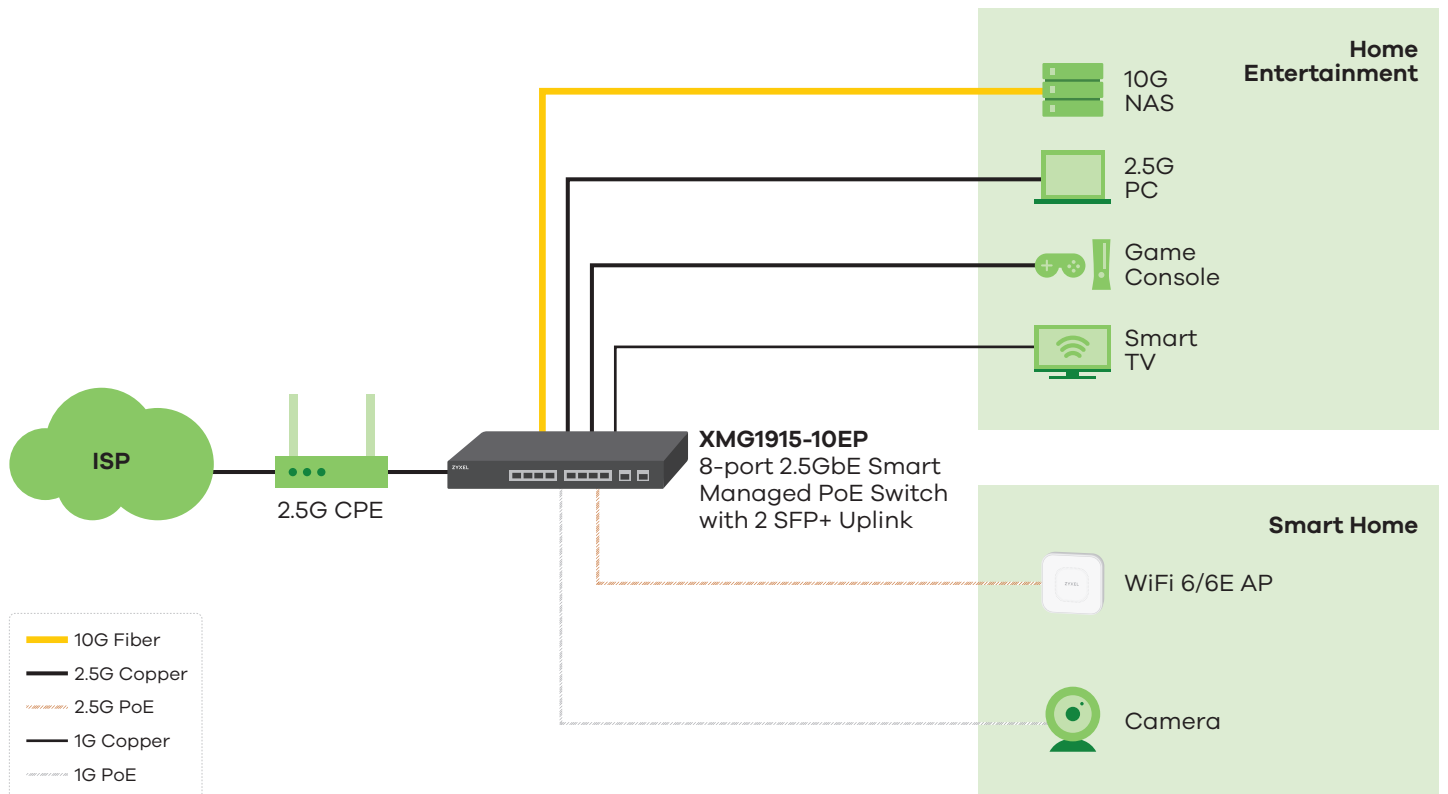 Home
Entertainment
10G
NAS
2.5G
PC
Game
Console
Smart
TV
ISP
2.5G CPE
ZYXEL
XMG1915-10EP
8-port 2.5GbE Smart
Managed PoE Switch
with 2 SFP+ Uplink
Smart Home
ZYXEL
WiFi 6/6E AP
Camera
10G Fiber
2.5G Copper
2.5G PoE
1G Copper
1G PoE